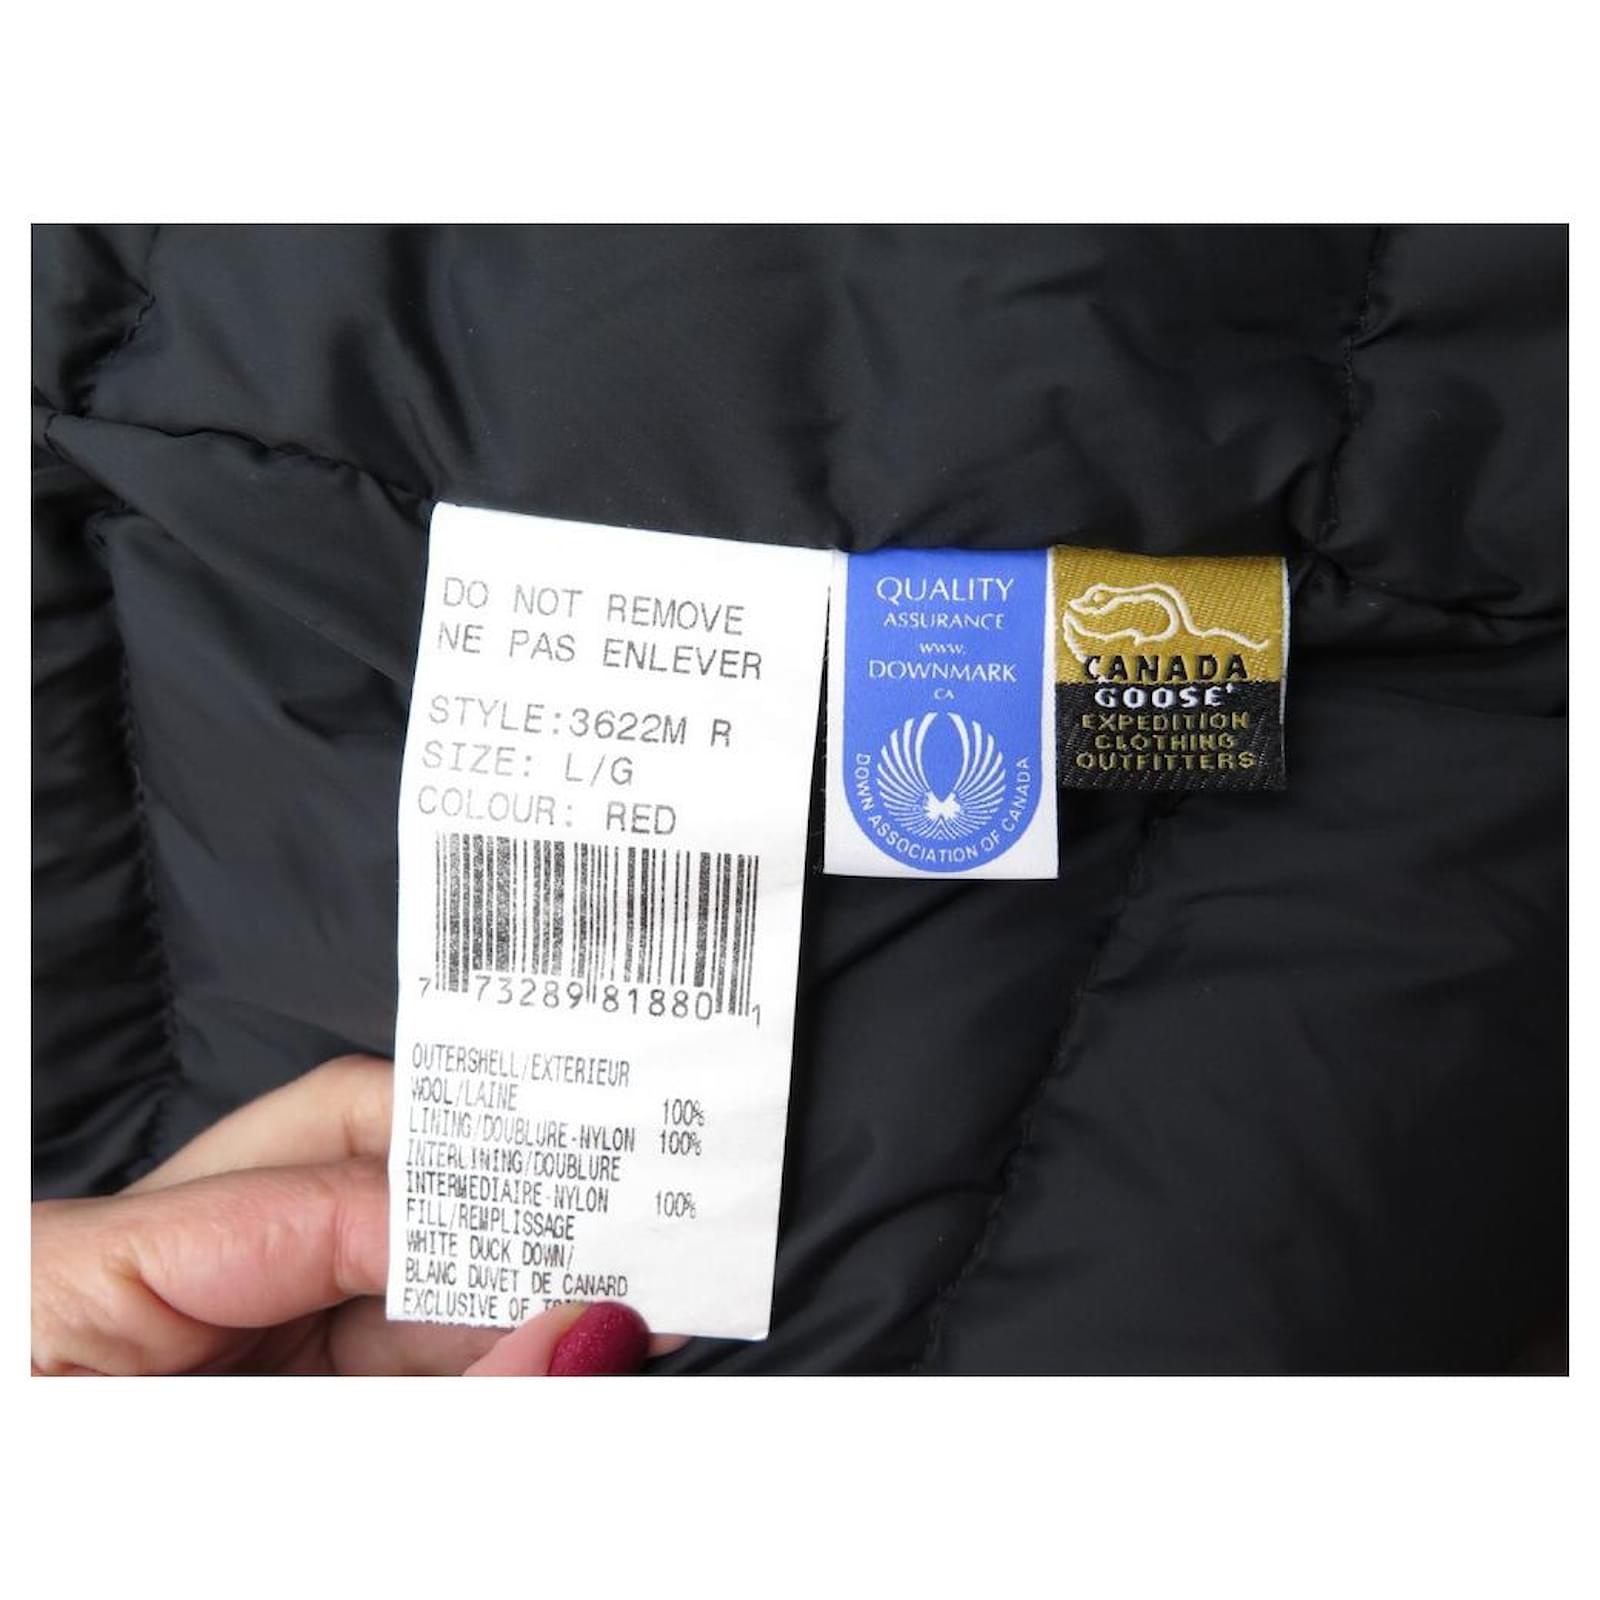 DO NOT REMOVE
NE PAS ENLEVER
STYLE:3622M R
SIZE: L/G
COLOUR: RED
7 73289 81880 1
OUTERSHELL/EXTERIEUR
WOOL/LAINE 100%
LINING/DOUBLURE-NYLON 100%
INTERLINING/DOUBLURE
INTERMEDIAIRE-NYLON 100%
FILL/REMPLISSAGE
WHITE DUCK DOWN/
BLANC DUVET DE CANARD
EXCLUSIVE OF
QUALITY
ASSURANCE
www.
DOWNMARK
CA
DOWN ASSOCIATION OF CANADA
CANADA
GOOSE
EXPEDITION
CLOTHING
OUTFITTERS